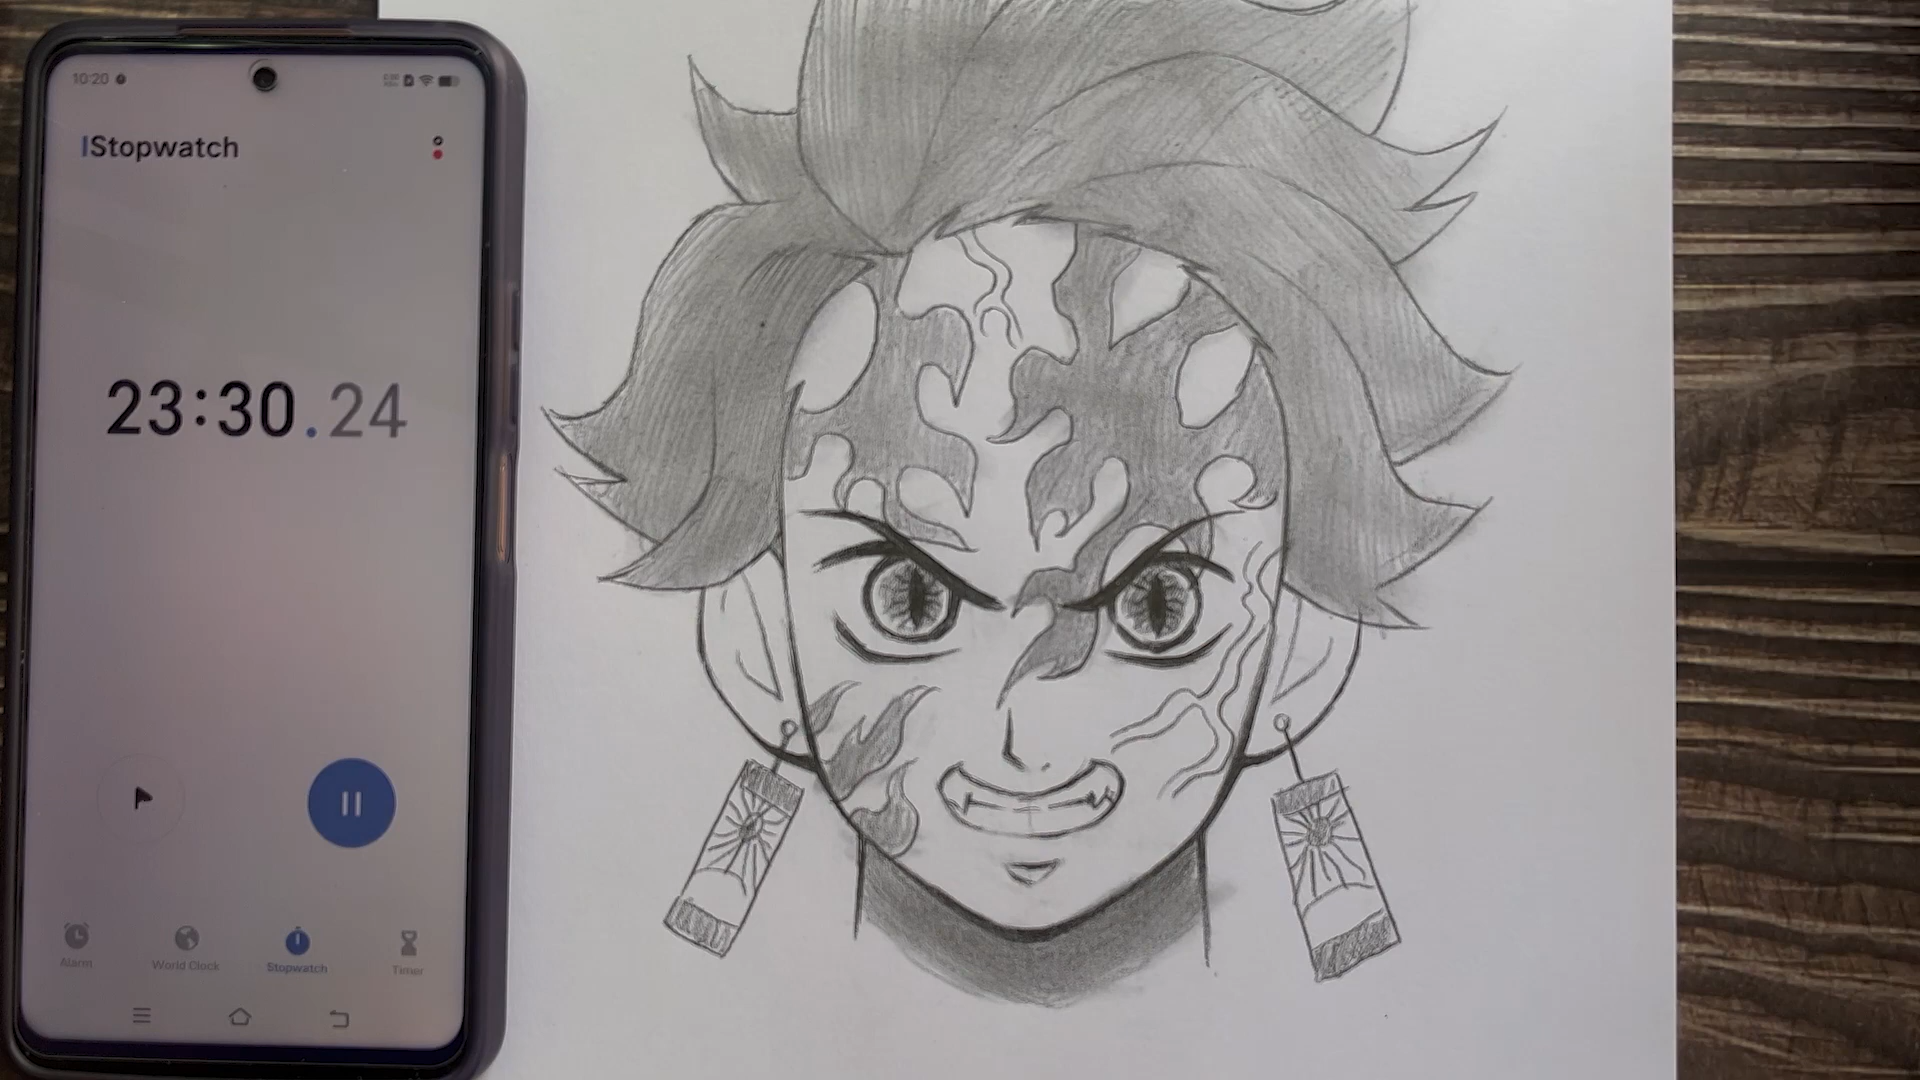 10:20
Stopwatch
23:30.24
Alarm
World Clock
Stopwatch
Timer